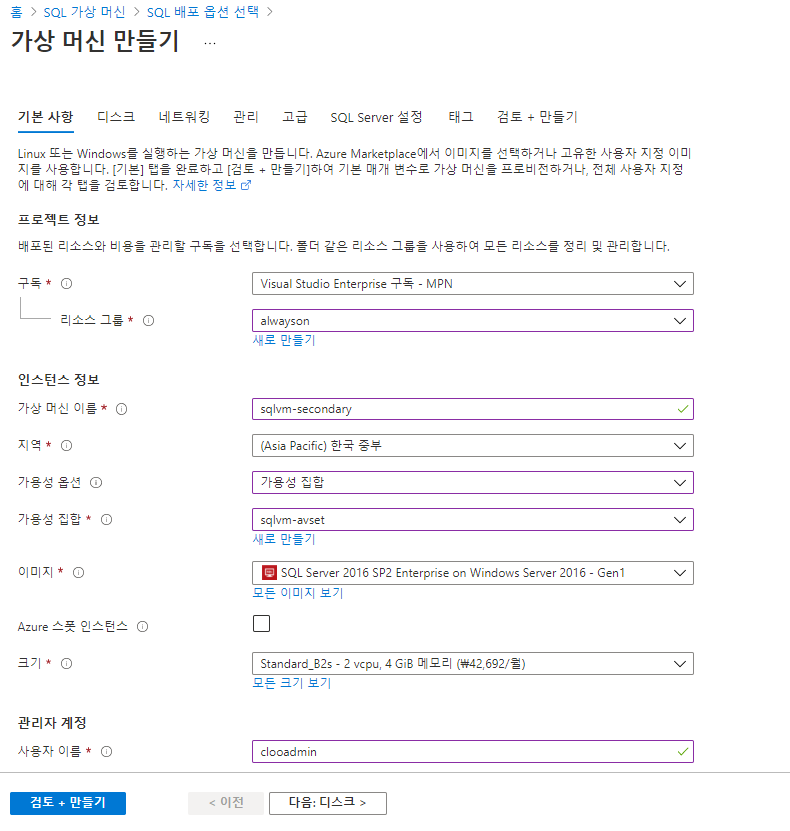 홈 > SQL 가상 머신 > SQL 배포 옵션 선택 >
가상 머신 만들기 ...
기본 사항 디스크 네트워킹 관리 고급 SQL Server 설정 태그 검토 + 만들기
Linux 또는 Windows를 실행하는 가상 머신을 만듭니다. Azure Marketplace에서 이미지를 선택하거나 고유한 사용자 지정 이미
지를 사용합니다. [기본] 탭을 완료하고 [검토 + 만들기]하여 기본 매개 변수로 가상 머신을 프로비전하거나, 전체 사용자 지정
에 대해 각 탭을 검토합니다. 자세한 정보
프로젝트 정보
배포된 리소스와 비용을 관리할 구독을 선택합니다. 폴더 같은 리소스 그룹을 사용하여 모든 리소스를 정리 및 관리합니다.
구독 * Visual Studio Enterprise 구독 - MPN
리소스 그룹 * alwayson
새로 만들기
인스턴스 정보
가상 머신 이름 * sqlvm-secondary
지역 * (Asia Pacific) 한국 중부
가용성 옵션 가용성 집합
가용성 집합 * sqlvm-avset
새로 만들기
이미지 * SQL Server 2016 SP2 Enterprise on Windows Server 2016 - Gen1
모든 이미지 보기
Azure 스폿 인스턴스
크기 * Standard_B2s - 2 vcpu, 4 GiB 메모리 (₩42,692/월)
모든 크기 보기
관리자 계정
사용자 이름 * clooadmin
검토 + 만들기 < 이전 다음: 디스크 >